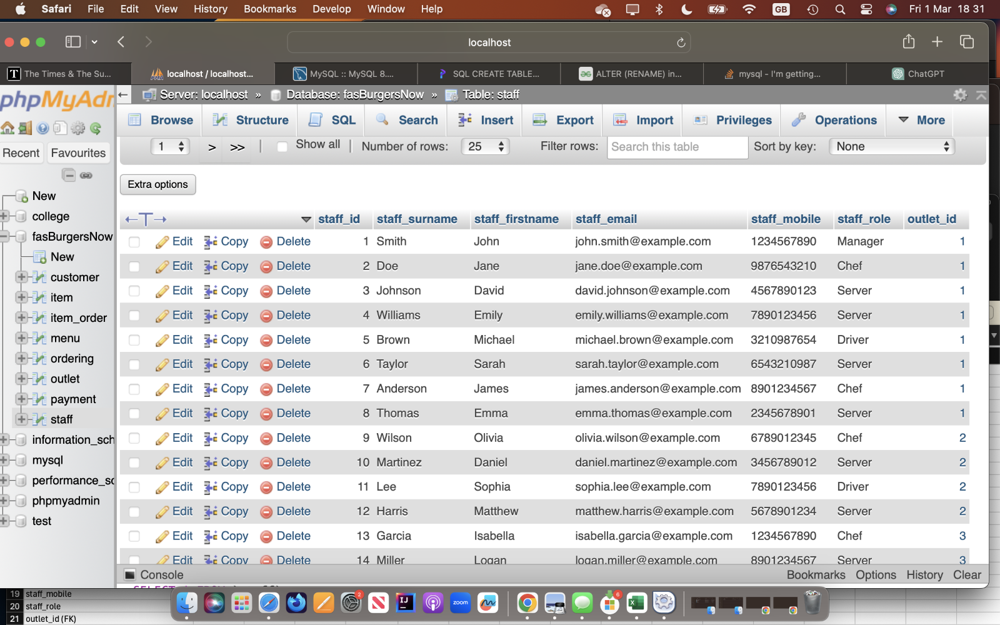 Safari File Edit View History Bookmarks Develop Window Help GB Fri 1 Mar 18 31
localhost
T The Times & The Su... localhost / localhost... MySQL :: MySQL 8.... SQL CREATE TABLE... ALTER (RENAME) in... mysql - I'm getting... ChatGPT
phpMyAdm
Server: localhost » Database: fasBurgersNow » Table: staff
Browse Structure SQL Search Insert Export Import Privileges Operations More
1 > >> | Show all | Number of rows: 25 Filter rows: Search this table Sort by key: None
Recent Favourites
Extra options
New
college
fasBurgersNow
New
customer
item
item_order
menu
ordering
outlet
payment
staff
information_sch
mysql
performance_sc
phpmyadmin
test
staff_id staff_surname staff_firstname staff_email staff_mobile staff_role outlet_id
Edit Copy Delete 1 Smith John john.smith@example.com 1234567890 Manager 1
Edit Copy Delete 2 Doe Jane jane.doe@example.com 9876543210 Chef 1
Edit Copy Delete 3 Johnson David david.johnson@example.com 4567890123 Server 1
Edit Copy Delete 4 Williams Emily emily.williams@example.com 7890123456 Server 1
Edit Copy Delete 5 Brown Michael michael.brown@example.com 3210987654 Driver 1
Edit Copy Delete 6 Taylor Sarah sarah.taylor@example.com 6543210987 Server 1
Edit Copy Delete 7 Anderson James james.anderson@example.com 8901234567 Chef 1
Edit Copy Delete 8 Thomas Emma emma.thomas@example.com 2345678901 Server 1
Edit Copy Delete 9 Wilson Olivia olivia.wilson@example.com 6789012345 Chef 2
Edit Copy Delete 10 Martinez Daniel daniel.martinez@example.com 3456789012 Server 2
Edit Copy Delete 11 Lee Sophia sophia.lee@example.com 7890123456 Driver 2
Edit Copy Delete 12 Harris Matthew matthew.harris@example.com 5678901234 Server 2
Edit Copy Delete 13 Garcia Isabella isabella.garcia@example.com 1234567890 Chef 3
Edit Copy Delete 14 Miller Logan logan.miller@example.com 8901234567 Server 3
Console Bookmarks Options History Clear
19 staff_mobile
20 staff_role
21 outlet_id (FK)
2 IJ zoom 6